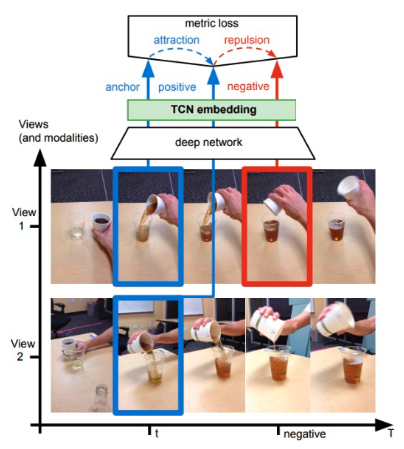 metric loss
attraction
repulsion
anchor
positive
negative
TCN embedding
deep network
Views
(and modalities)
View
1
View
2
t
negative
T